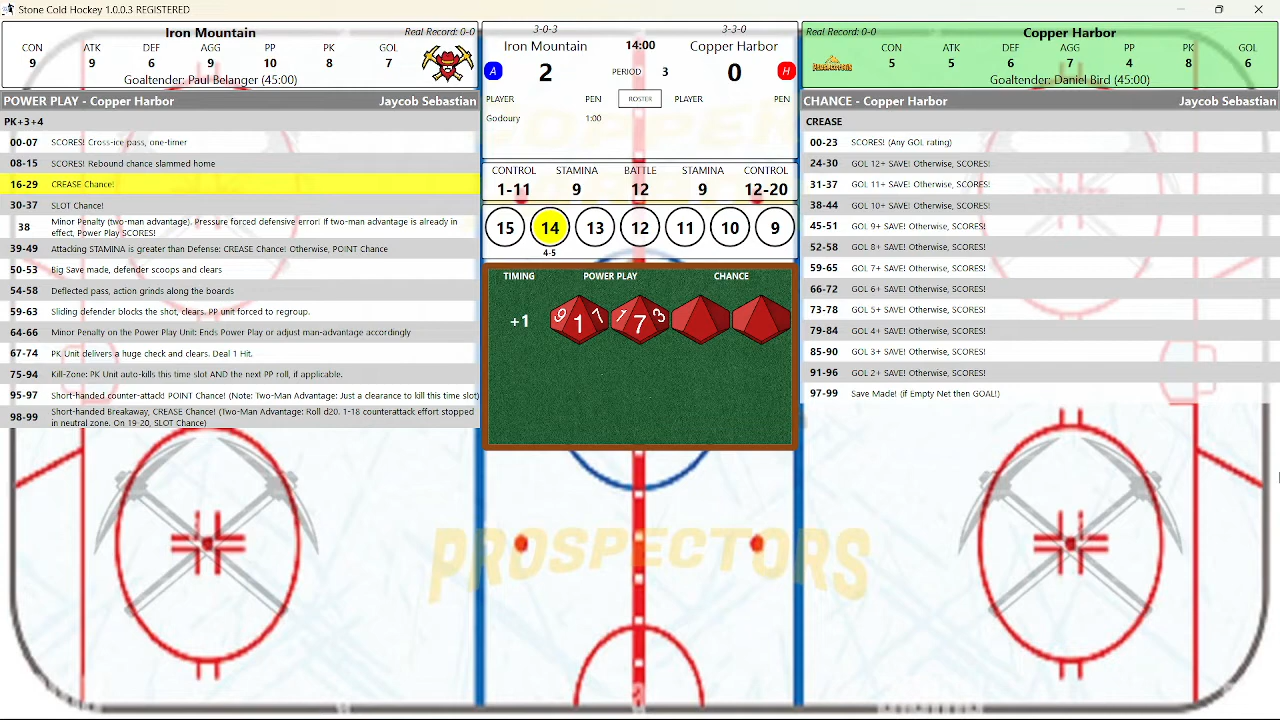 Stone Cold Hockey 1.0.0.3 REGISTERED
Iron Mountain
Real Record: 0-0
CON ATK DEF AGG PP PK GOL
9 9 6 9 10 8 7
Goaltender: Paul Belanger (45:00)
3-0-3 3-3-0
Iron Mountain 14:00 Copper Harbor
A 2 PERIOD 3 0 H
PLAYER PEN ROSTER PLAYER PEN
Godoury 1:00
Real Record: 0-0
Copper Harbor
CON ATK DEF AGG PP PK GOL
5 5 6 7 4 8 6
Goaltender: Daniel Bird (45:00)
POWER PLAY - Copper Harbor Jaycob Sebastian
PK+3+4
00-07 SCORES! Cross-ice pass, one-timer
08-15 SCORES! Rebound chance slammed home
16-29 CREASE Chance!
30-37 SLOT Chance!
38 Minor Penalty (two-man advantage). Pressure forced defensive error! If two-man advantage is already in
effect, Power Play SCORES!
39-49 Attacking STAMINA is greater than Defense: CREASE Chance! Otherwise, POINT Chance
50-53 Big Save made, defender scoops and clears
54-58 Deflected pass, action grinds along the boards
59-63 Sliding defender blocks the shot, clears. PP unit forced to regroup.
64-66 Minor Penalty on the Power Play Unit: Ends Power Play or adjust man-advantage accordingly
67-74 PK Unit delivers a huge check and clears. Deal 1 Hit.
75-94 Kill-Zone: PK Unit auto-kills this time slot AND the next PP roll, if applicable.
95-97 Short-handed counter-attack! POINT Chance! (Note: Two-Man Advantage: Just a clearance to kill this time slot)
98-99 Short-handed Breakaway, CREASE Chance! (Two-Man Advantage: Roll d20. 1-18 counterattack effort stopped
in neutral zone. On 19-20, SLOT Chance)
CONTROL STAMINA BATTLE STAMINA CONTROL
1-11 9 12 9 12-20
15 14 13 12 11 10 9
4-5
TIMING POWER PLAY CHANCE
+1 9 1 7 1 7 3
CHANCE - Copper Harbor Jaycob Sebastian
CREASE
00-23 SCORES! (Any GOL rating)
24-30 GOL 12+ SAVE! Otherwise, SCORES!
31-37 GOL 11+ SAVE! Otherwise, SCORES!
38-44 GOL 10+ SAVE! Otherwise, SCORES!
45-51 GOL 9+ SAVE! Otherwise, SCORES!
52-58 GOL 8+ SAVE! Otherwise, SCORES!
59-65 GOL 7+ SAVE! Otherwise, SCORES!
66-72 GOL 6+ SAVE! Otherwise, SCORES!
73-78 GOL 5+ SAVE! Otherwise, SCORES!
79-84 GOL 4+ SAVE! Otherwise, SCORES!
85-90 GOL 3+ SAVE! Otherwise, SCORES!
91-96 GOL 2+ SAVE! Otherwise, SCORES!
97-99 Save Made! (if Empty Net then GOAL!)
PROSPECTORS